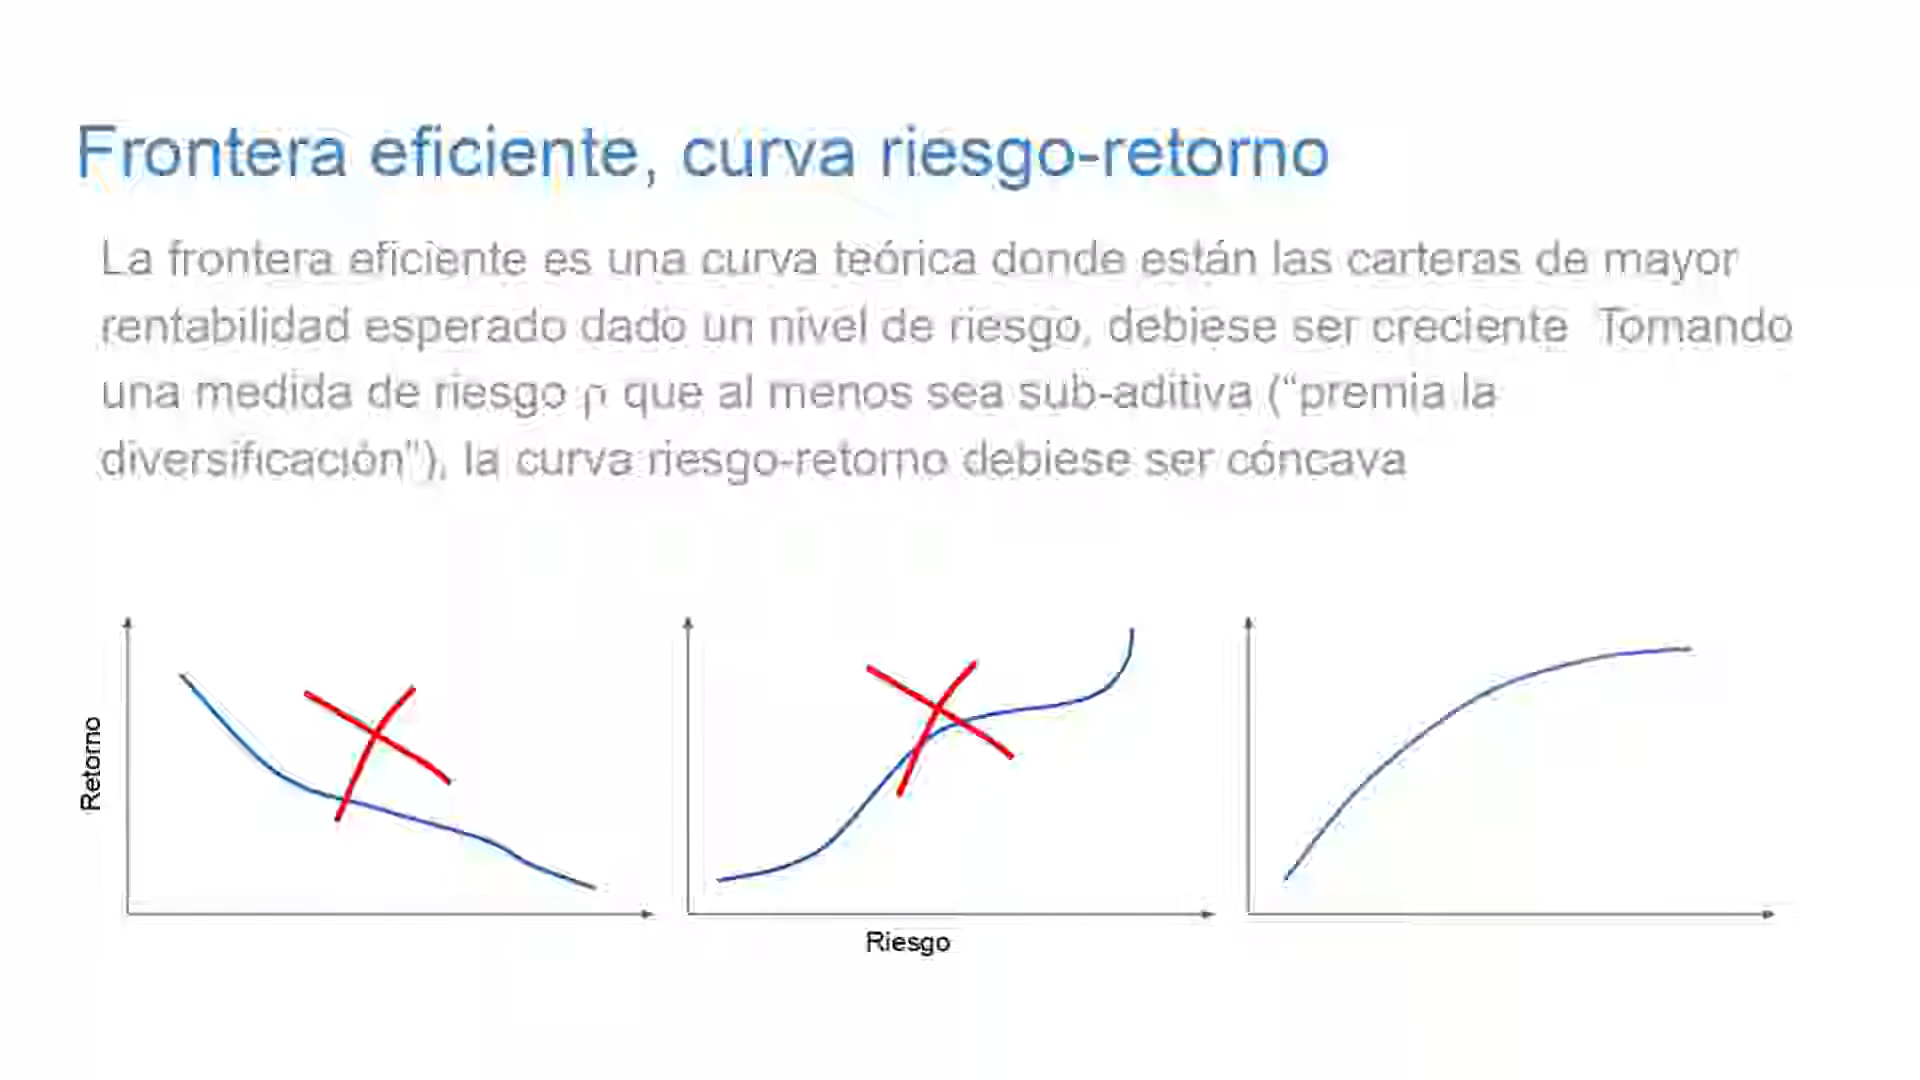 Frontera eficiente, curva riesgo-retorno
La frontera eficiente es una curva teórica donde están las carteras de mayor
rentabilidad esperado dado un nivel de riesgo, debiese ser creciente Tomando
una medida de riesgo ρ que al menos sea sub-aditiva (“premia la
diversificación”), la curva riesgo-retorno debiese ser cóncava
Retorno
Riesgo